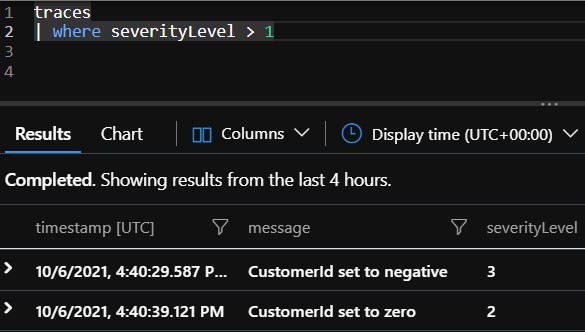 1 traces
2 | where severityLevel > 1
3
4
Results Chart Columns Display time (UTC+00:00)
Completed. Showing results from the last 4 hours.
timestamp [UTC] message severityLevel
10/6/2021, 4:40:29.587 P... CustomerId set to negative 3
10/6/2021, 4:40:39.121 PM CustomerId set to zero 2